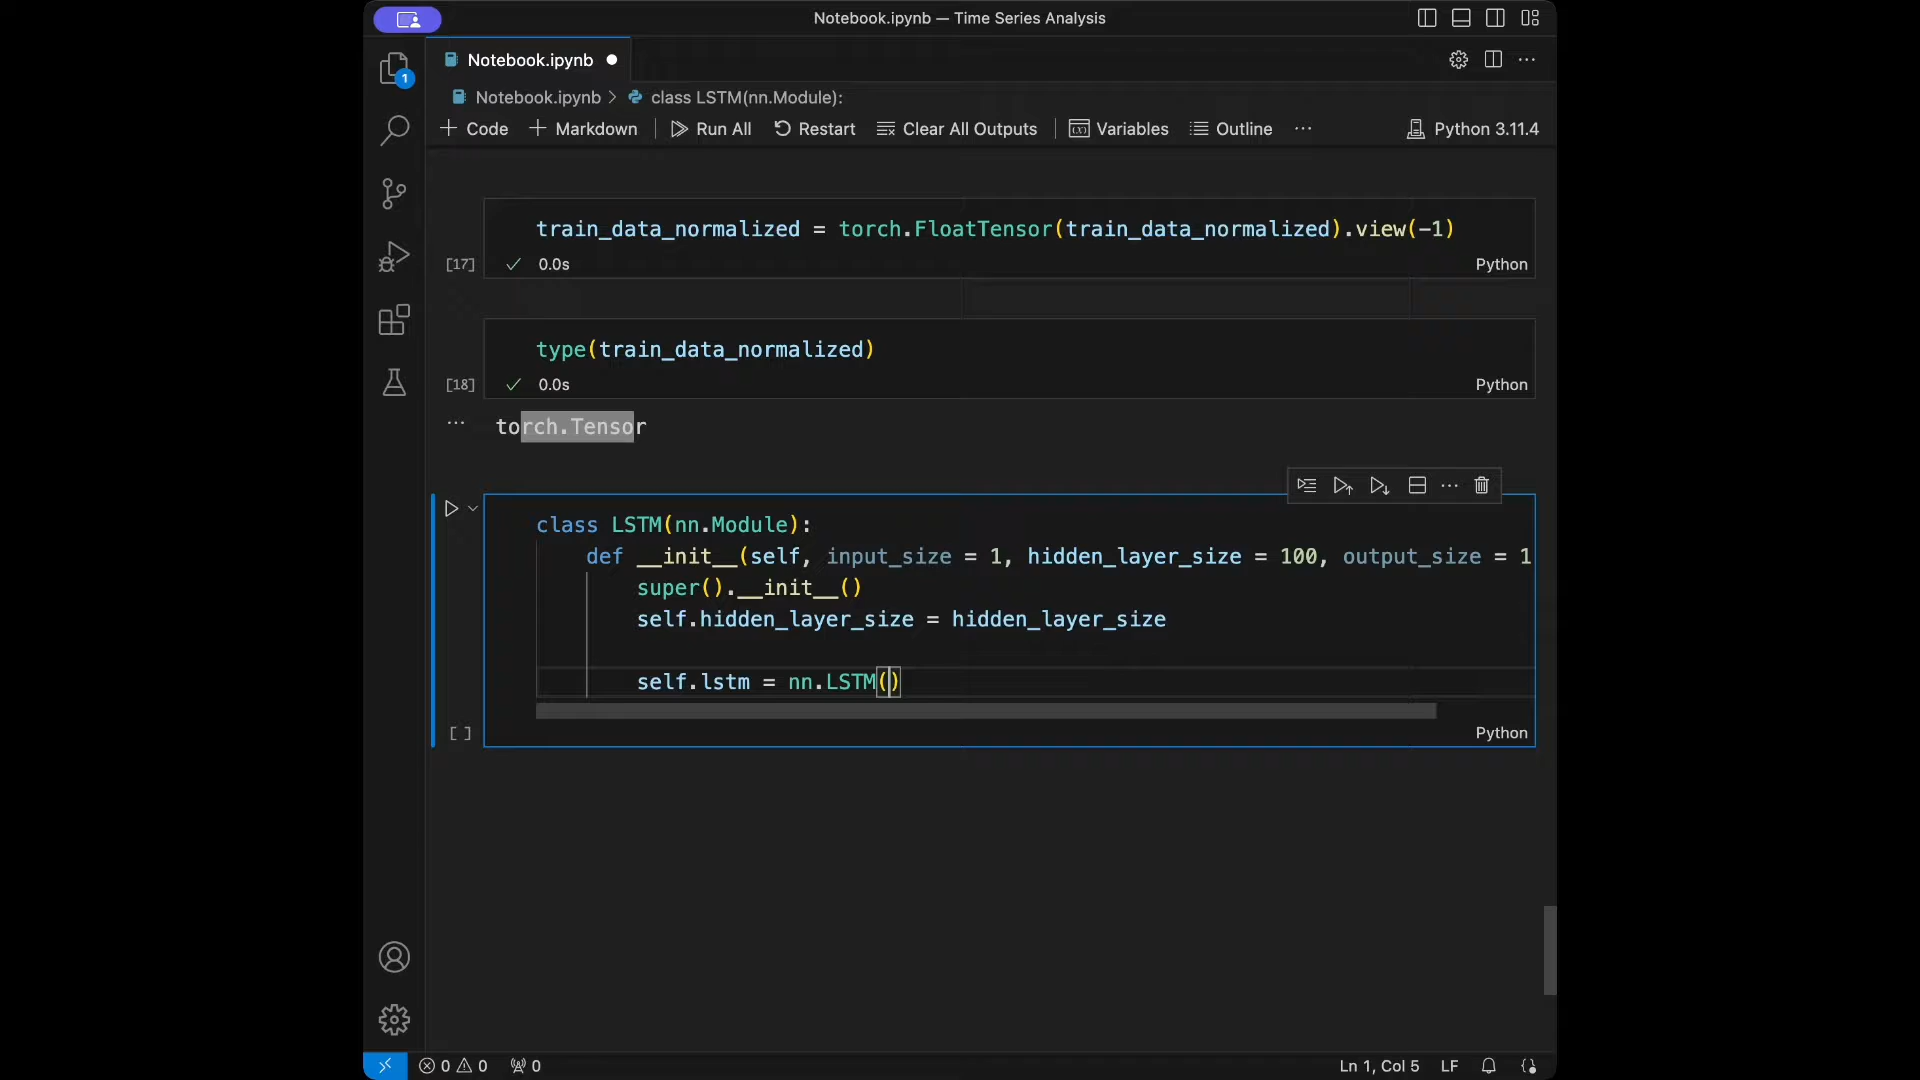 Notebook.ipynb — Time Series Analysis
1
Notebook.ipynb
Notebook.ipynb > class LSTM(nn.Module):
+ Code + Markdown Run All Restart Clear All Outputs Variables Outline ... Python 3.11.4
train_data_normalized = torch.FloatTensor(train_data_normalized).view(-1)
[17] ✓ 0.0s Python
type(train_data_normalized)
[18] ✓ 0.0s Python
... torch.Tensor
class LSTM(nn.Module):
def __init__(self, input_size = 1, hidden_layer_size = 100, output_size = 1
super().__init__()
self.hidden_layer_size = hidden_layer_size
self.lstm = nn.LSTM()
[ ] Python
0 0 0 Ln 1, Col 5 LF